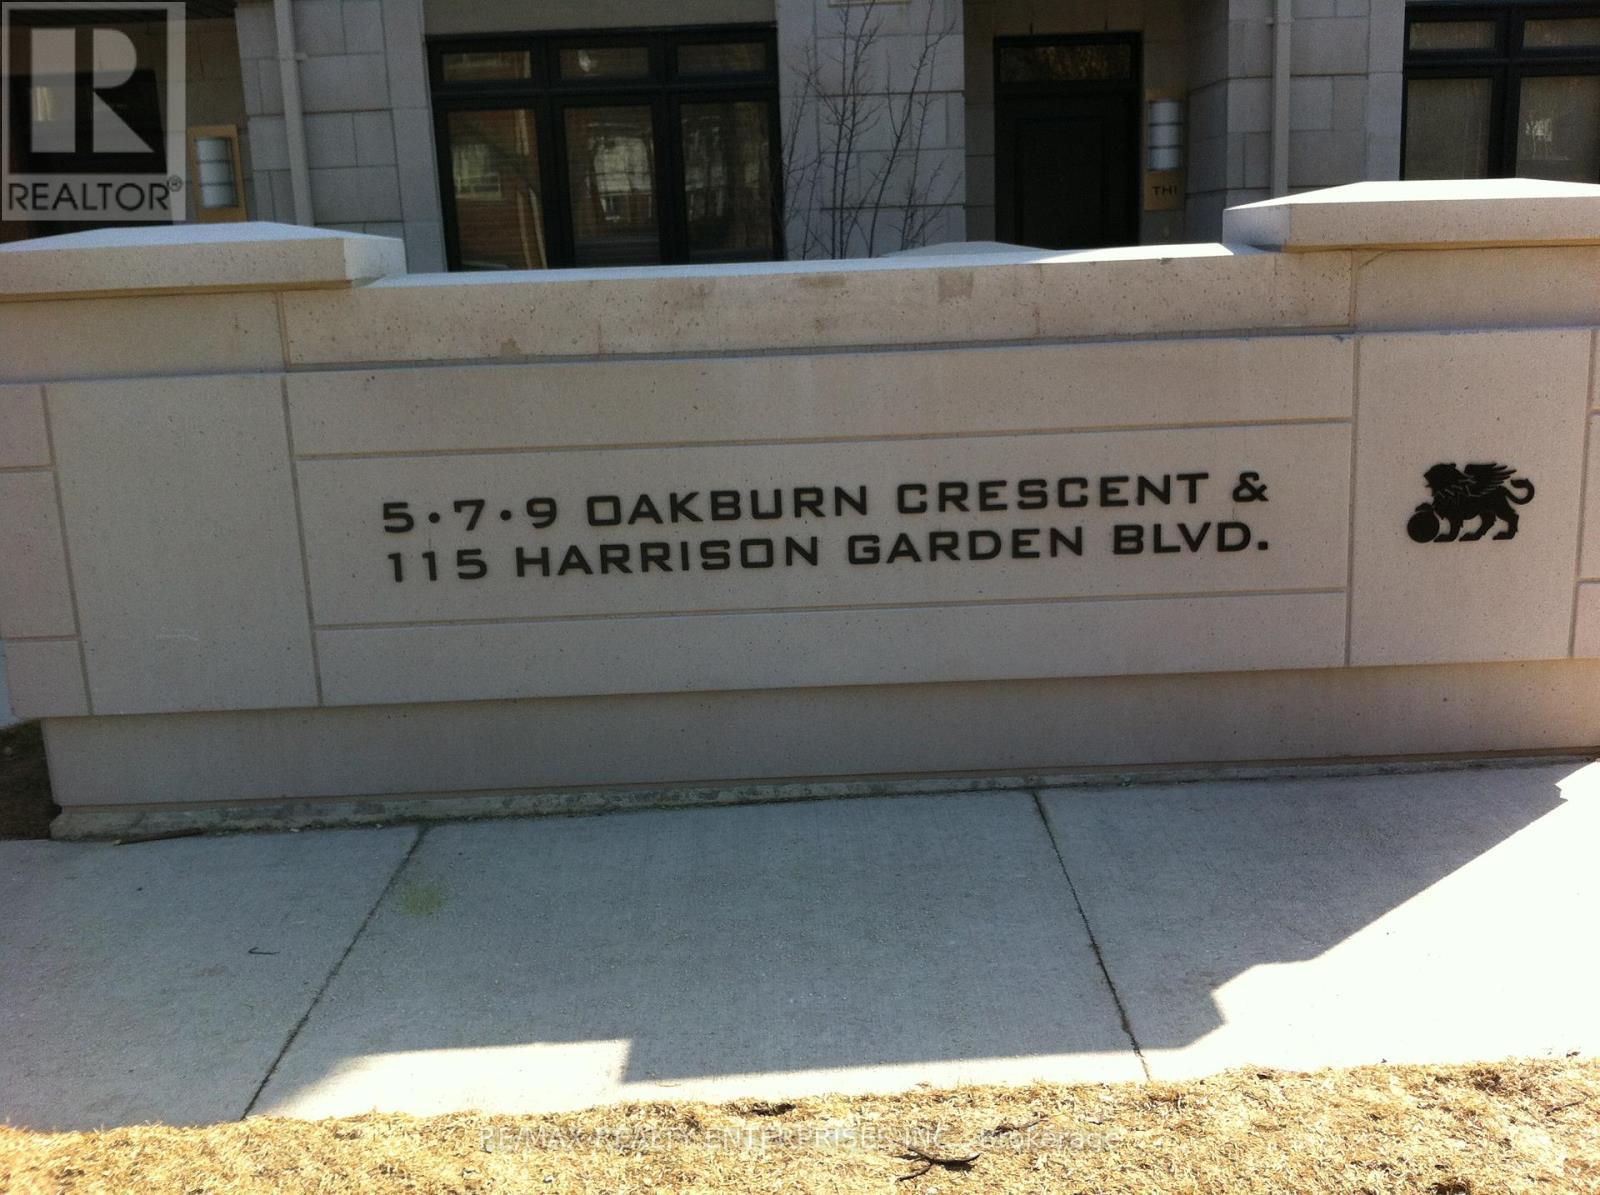 REALTOR®
TH1
5·7·9 OAKBURN CRESCENT &
115 HARRISON GARDEN BLVD.
RE/MAX REALTY ENTERPRISES INC., Brokerage